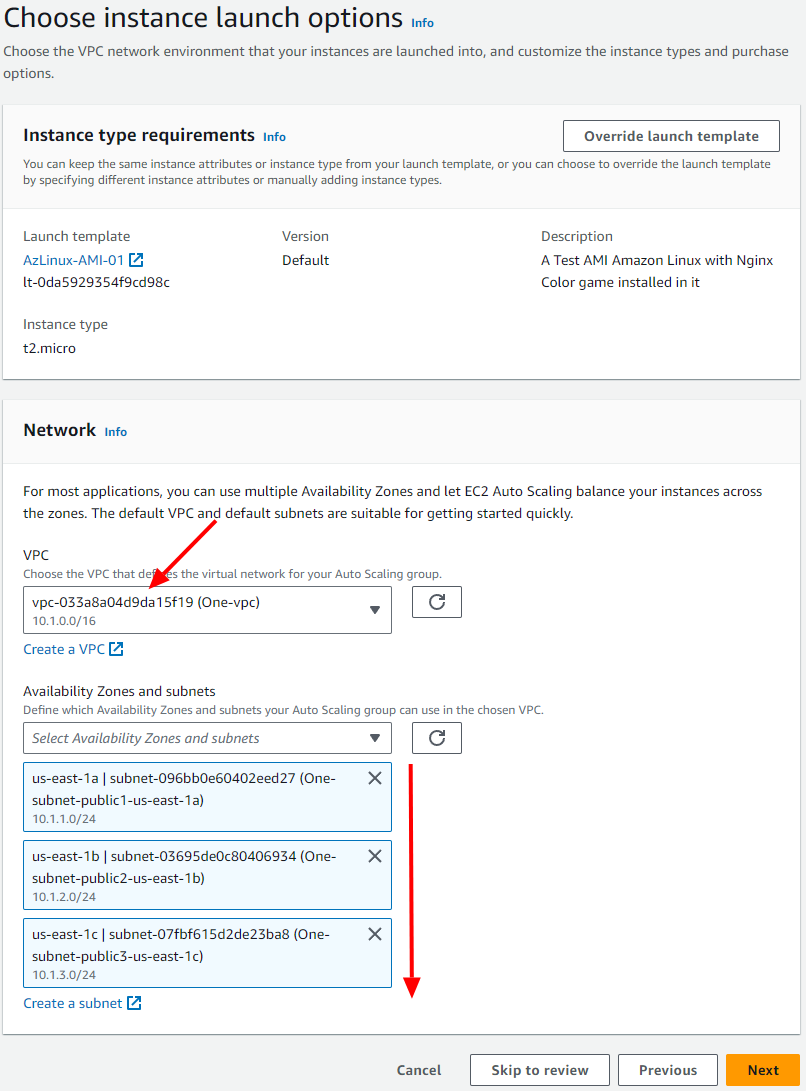 Choose instance launch options Info
Choose the VPC network environment that your instances are launched into, and customize the instance types and purchase
options.
Instance type requirements Info
Override launch template
You can keep the same instance attributes or instance type from your launch template, or you can choose to override the launch template
by specifying different instance attributes or manually adding instance types.
Launch template
AzLinux-AMI-01
lt-0da5929354f9cd98c
Version
Default
Description
A Test AMI Amazon Linux with Nginx
Color game installed in it
Instance type
t2.micro
Network Info
For most applications, you can use multiple Availability Zones and let EC2 Auto Scaling balance your instances across
the zones. The default VPC and default subnets are suitable for getting started quickly.
VPC
Choose the VPC that defines the virtual network for your Auto Scaling group.
vpc-033a8a04d9da15f19 (One-vpc)
10.1.0.0/16
Create a VPC
Availability Zones and subnets
Define which Availability Zones and subnets your Auto Scaling group can use in the chosen VPC.
Select Availability Zones and subnets
us-east-1a | subnet-096bb0e60402eed27 (One-
subnet-public1-us-east-1a)
10.1.1.0/24
us-east-1b | subnet-03695de0c80406934 (One-
subnet-public2-us-east-1b)
10.1.2.0/24
us-east-1c | subnet-07fbf615d2de23ba8 (One-
subnet-public3-us-east-1c)
10.1.3.0/24
Create a subnet
Cancel
Skip to review
Previous
Next